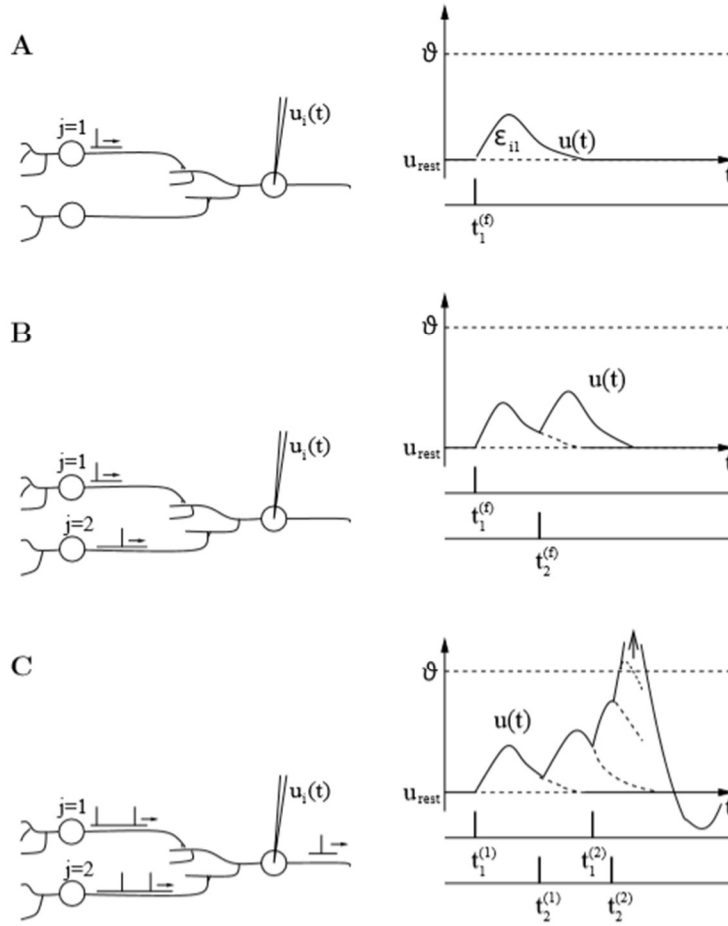 A
ϑ
j=1
u_i(t)
ε_i1
u(t)
u_rest
t
t_1^(f)
B
ϑ
u(t)
j=1
u_i(t)
u_rest
t
j=2
t_1^(f)
t_2^(f)
C
ϑ
u(t)
j=1
u_i(t)
u_rest
t
j=2
t_1^(1)
t_1^(2)
t_2^(1)
t_2^(2)